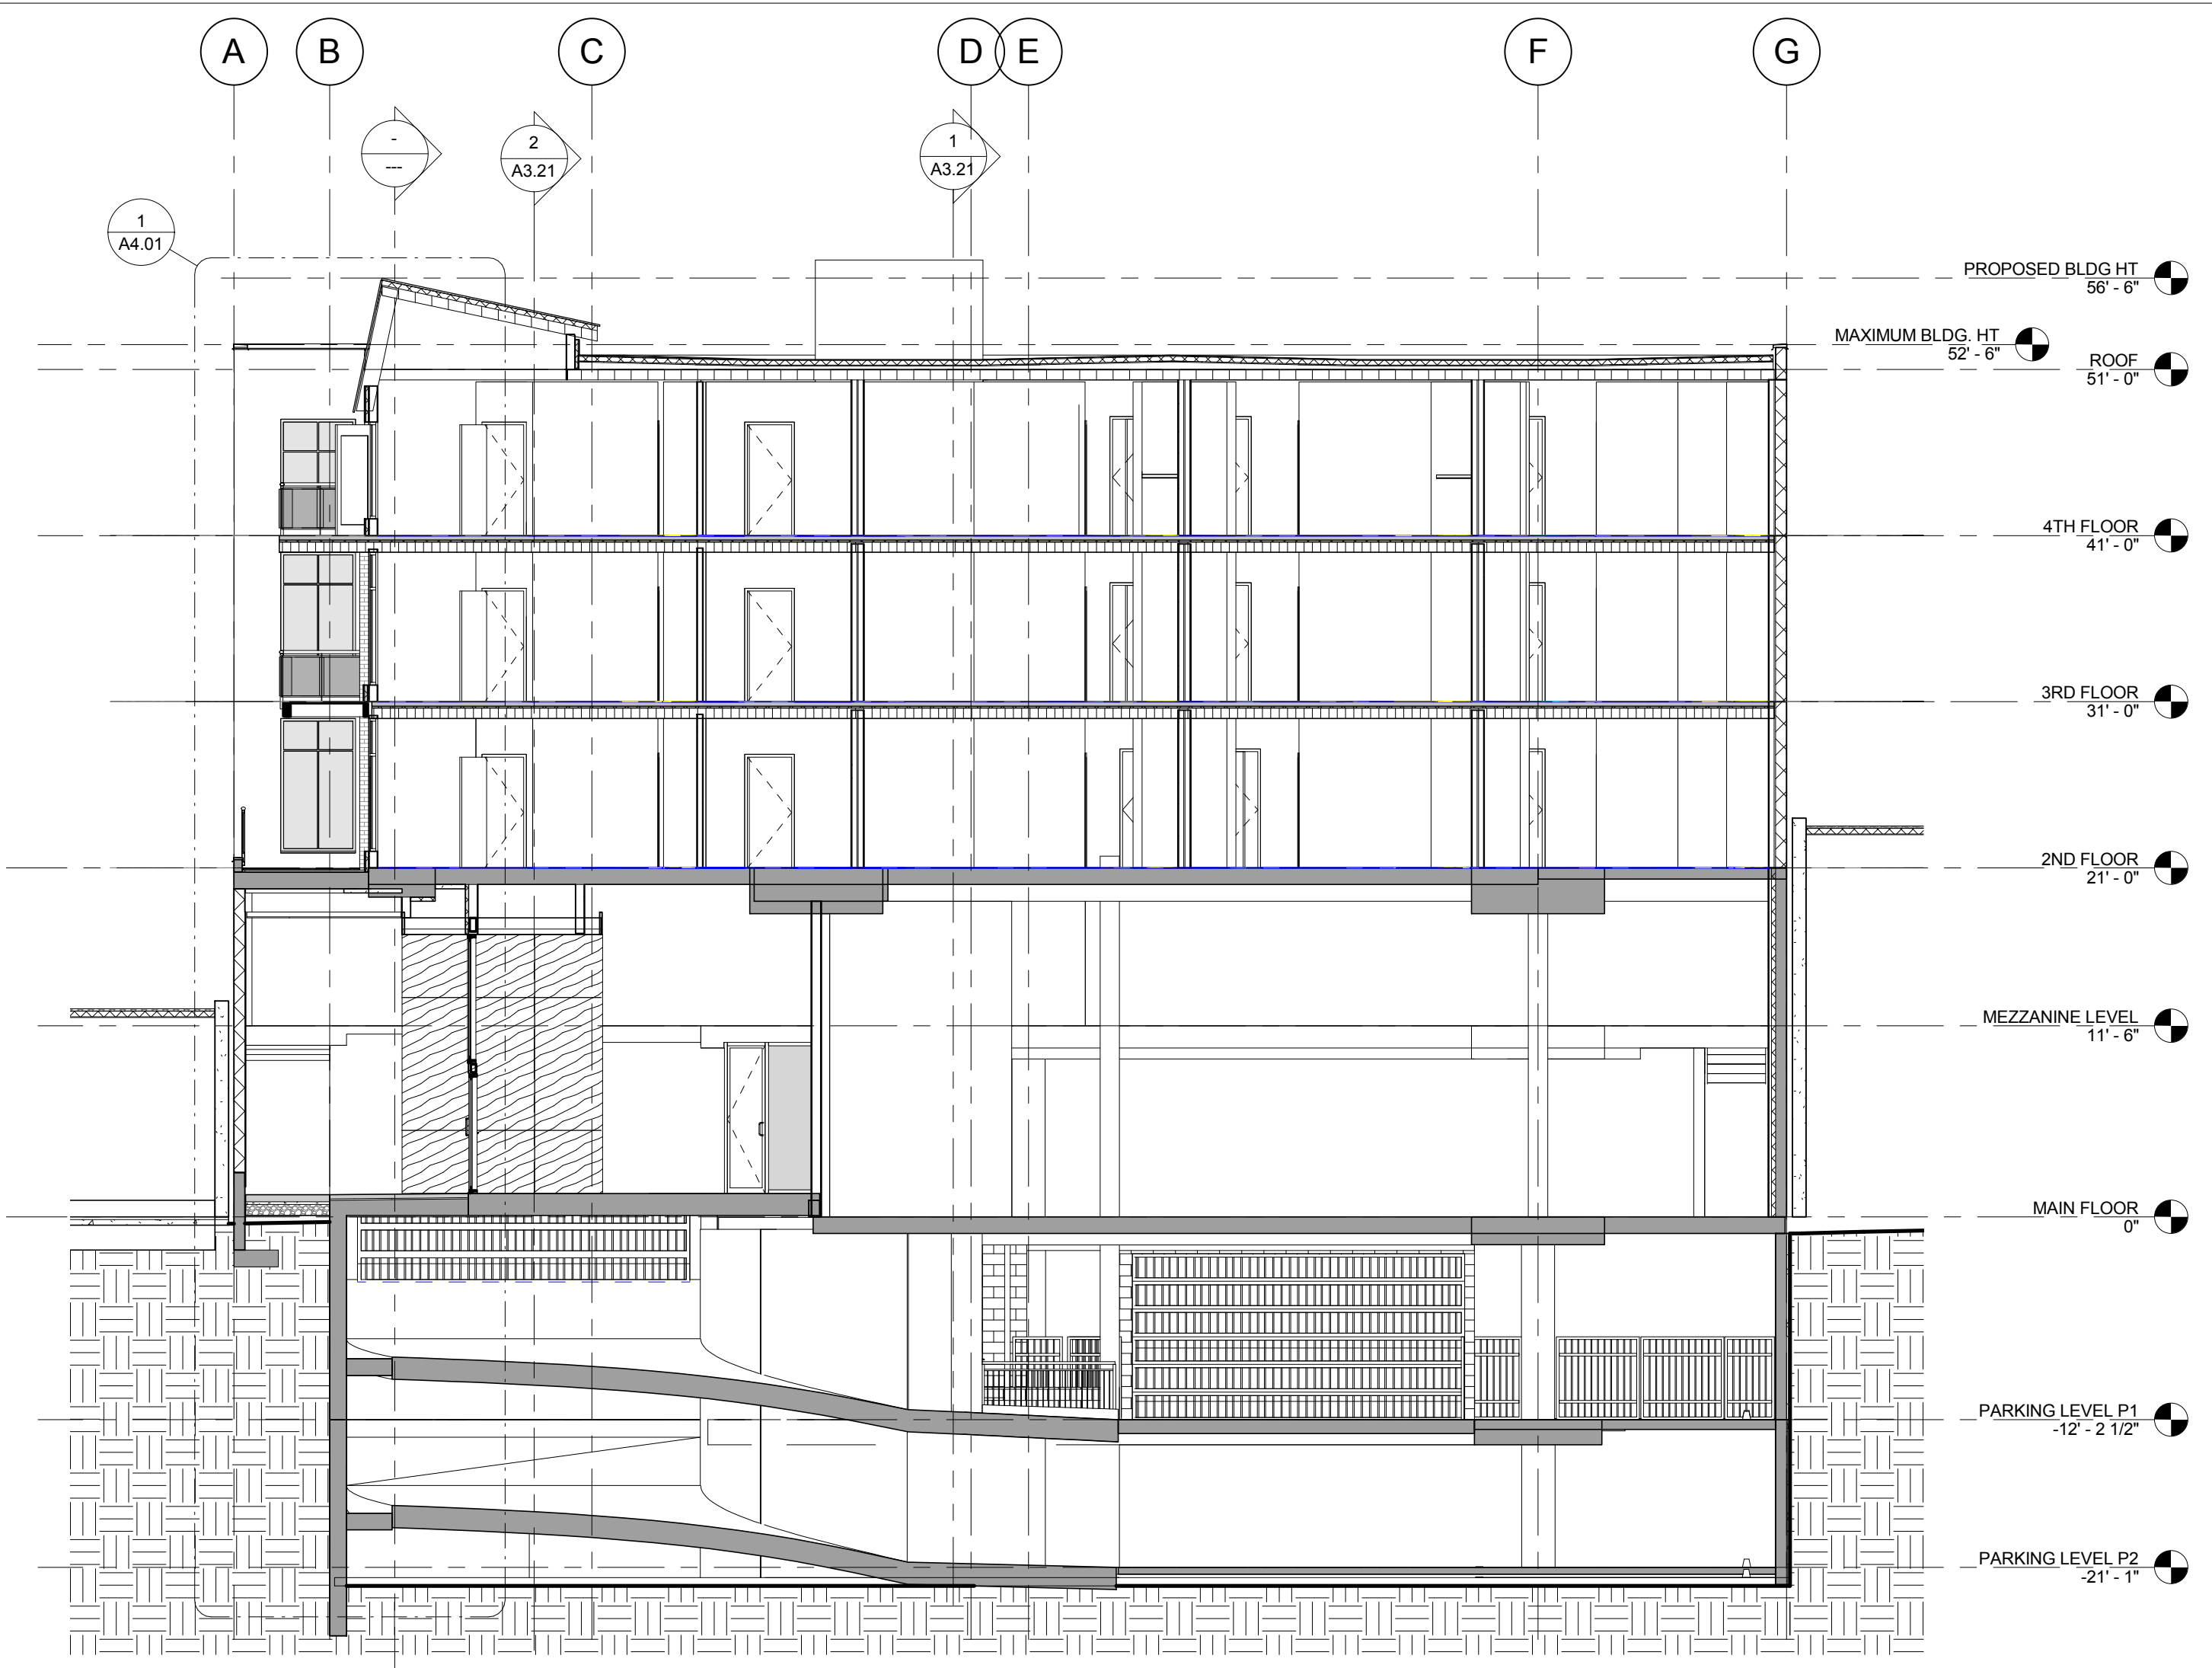 A
B
C
D
E
F
G
-
---
2
A3.21
1
A3.21
1
A4.01
PROPOSED BLDG HT
56' - 6"
MAXIMUM BLDG. HT
52' - 6"
ROOF
51' - 0"
4TH FLOOR
41' - 0"
3RD FLOOR
31' - 0"
2ND FLOOR
21' - 0"
MEZZANINE LEVEL
11' - 6"
MAIN FLOOR
0"
PARKING LEVEL P1
-12' - 2 1/2"
PARKING LEVEL P2
-21' - 1"